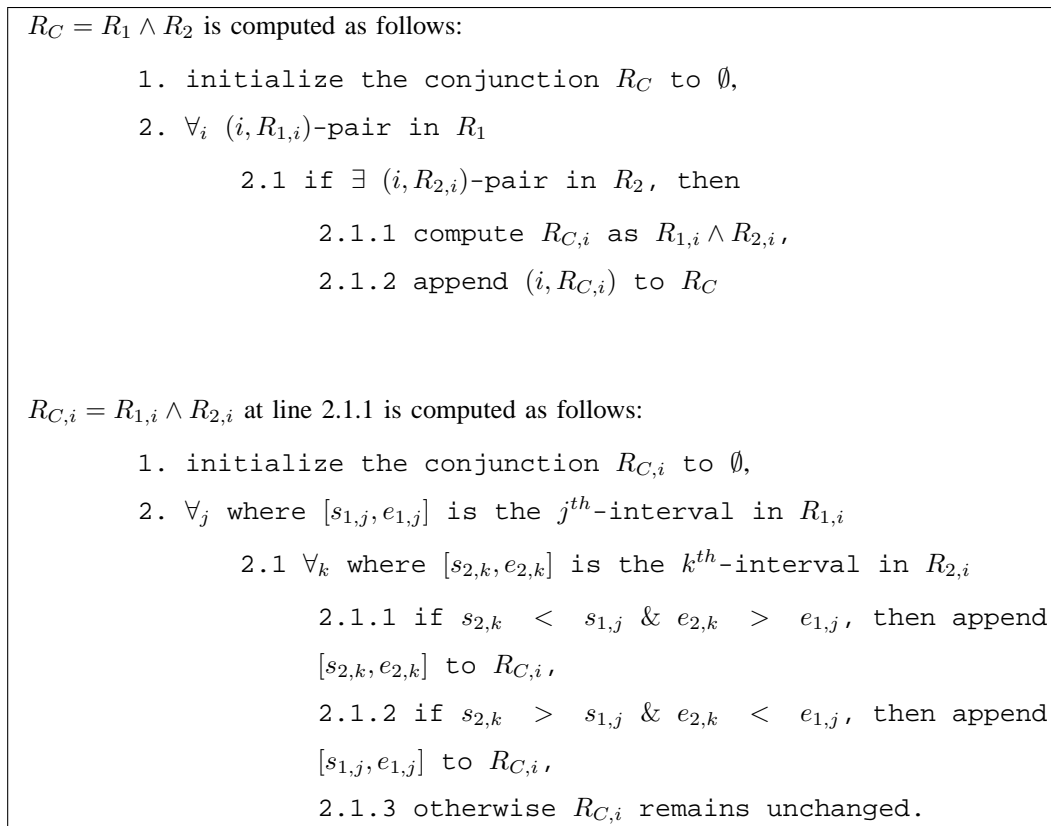 R_C = R_1 ∧ R_2 is computed as follows:
1. initialize the conjunction R_C to ∅,
2. ∀_i (i, R_{1,i})-pair in R_1
2.1 if ∃ (i, R_{2,i})-pair in R_2, then
2.1.1 compute R_{C,i} as R_{1,i} ∧ R_{2,i},
2.1.2 append (i, R_{C,i}) to R_C
R_{C,i} = R_{1,i} ∧ R_{2,i} at line 2.1.1 is computed as follows:
1. initialize the conjunction R_{C,i} to ∅,
2. ∀_j where [s_{1,j}, e_{1,j}] is the j^{th}-interval in R_{1,i}
2.1 ∀_k where [s_{2,k}, e_{2,k}] is the k^{th}-interval in R_{2,i}
2.1.1 if s_{2,k} < s_{1,j} & e_{2,k} > e_{1,j}, then append
[s_{2,k}, e_{2,k}] to R_{C,i},
2.1.2 if s_{2,k} > s_{1,j} & e_{2,k} < e_{1,j}, then append
[s_{1,j}, e_{1,j}] to R_{C,i},
2.1.3 otherwise R_{C,i} remains unchanged.